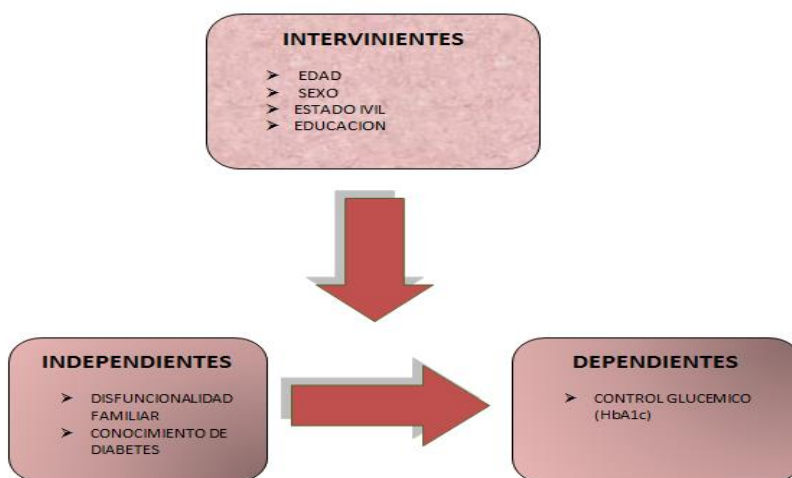 INTERVINIENTES
➤ EDAD
➤ SEXO
➤ ESTADO IVIL
➤ EDUCACION
INDEPENDIENTES
➤ DISFUNCIONALIDAD
FAMILIAR
➤ CONOCIMIENTO DE
DIABETES
DEPENDIENTES
➤ CONTROL GLUCEMICO
(HbA1c)